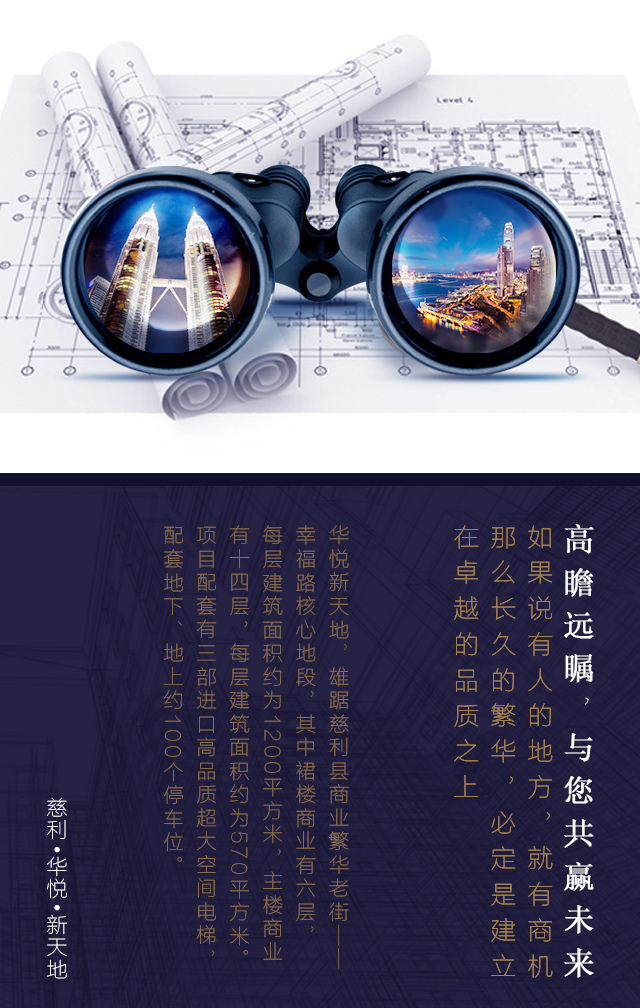 Level 4
高瞻远瞩，与您共赢未来
如果说有人的地方，就有商机
那么长久的繁华，必定是建立
在卓越的品质之上
华悦新天地，雄踞慈利县商业繁华老街——
幸福路核心地段，其中裙楼商业有六层，
每层建筑面积约为1200平方米，主楼商业
有十四层，每层建筑面积约为570平方米。
项目配套有三部进口高品质超大空间电梯，
配套地下、地上约100个停车位。
慈利•华悦•新天地